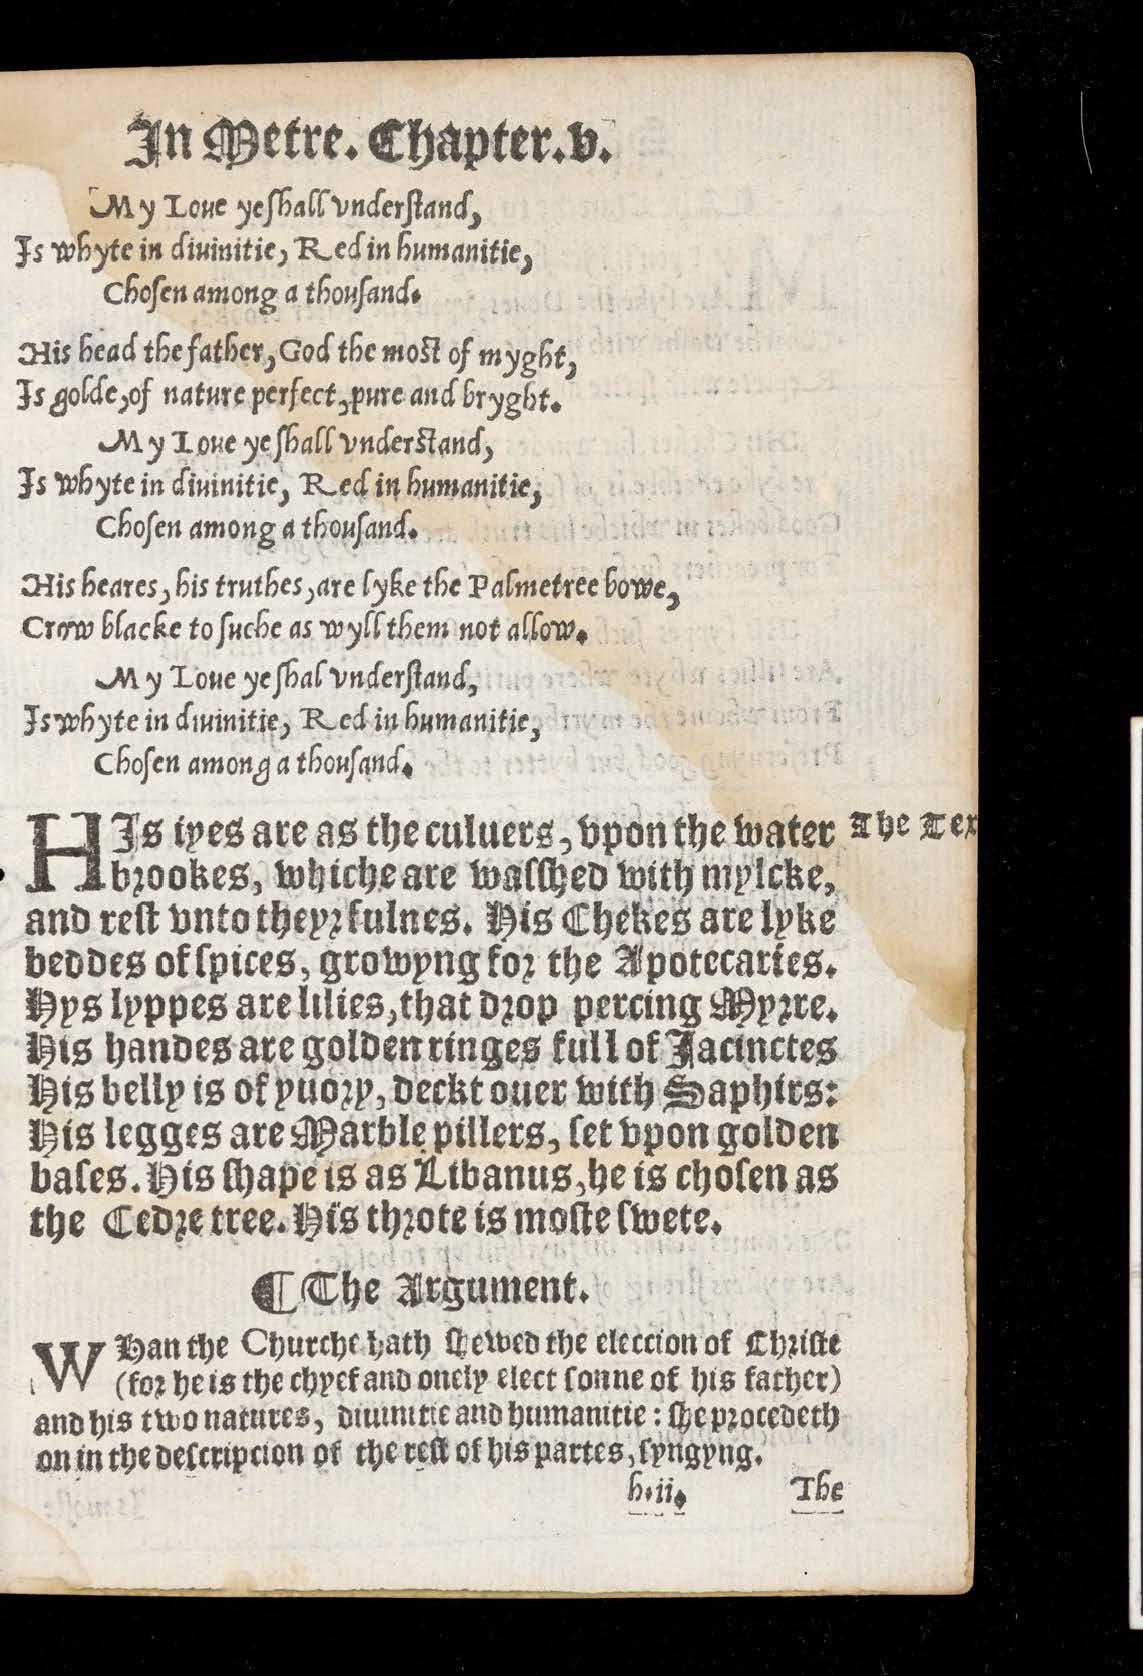 In Metre. Chapter.v.
My Loue ye ſhall vnderſtand,
Is whyte in diuinitie, Red in humanitie,
Choſen among a thouſand.
His head the father, God the moſt of myght,
Is golde, of nature perfect, pure and bryght.
My Loue ye ſhall vnderſtand,
Is whyte in diuinitie, Red in humanitie,
Choſen among a thouſand.
His heares, his truthes, are lyke the Palmetree bowe,
Crow blacke to ſuche as wyll them not allow.
My Loue ye ſhal vnderſtand,
Is whyte in diuinitie, Red in humanitie,
Choſen among a thouſand.
HIs iyes are as the culuers, vpon the water The Tex
brookes, whiche are waſſhed with mylcke,
and reſt vnto theyr fulnes. His Chekes are lyke
beddes of ſpices, growyng for the Apotecaries.
Hys lyppes are lilies, that drop percing Myrre.
His handes are golden ringes full of Jacinctes
His belly is of yuory, deckt ouer with Saphirs:
His legges are Marble pillers, ſet vpon golden
baſes. His ſhape is as Libanus, he is choſen as
the Cedre tree. His throte is moſte ſwete.
¶ The Argument.
WHan the Churche hath ſhewed the eleccion of Chriſte
(for he is the chyef and onely elect ſonne of his father)
and his two natures, diuinitie and humanitie: ſhe procedeth
on in the deſcripcion of the reſt of his partes, ſyngyng.
h.ii. The